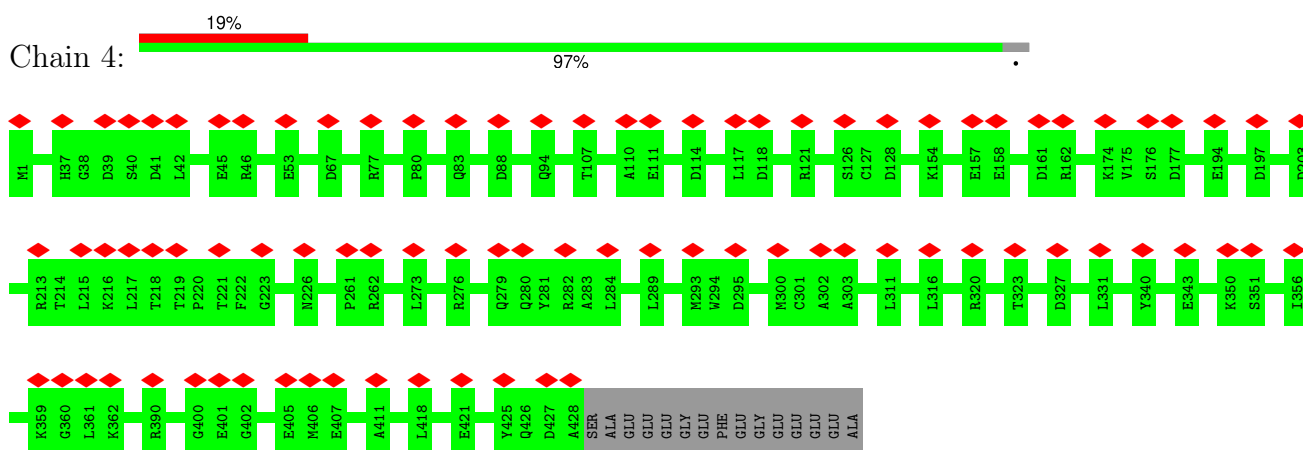 19%
Chain 4:
97%
M1 H37 G38 D39 S40 D41 L42 E45 R46 E53 D67 R77 P80 Q83 D88 Q94 T107 A110 E111 D114 L117 D118 R121 S126 C127 D128 K154 E157 E158 D161 R162 K174 V175 S176 D177 E194 D197
R213 T214 L215 K216 L217 T218 T219 P220 T221 F222 G223 N226 P261 R262 L273 R276 Q279 Q280 Y281 R282 A283 L284 L289 M293 W294 D295 M300 C301 A302 A303 L311 L316 R320 T323 D327 L331 Y340 E343 K350 S351 I356
K359 G360 L361 K362 R390 G400 E401 G402 E405 M406 E407 A411 L418 E421 Y425 Q426 D427 A428 SER ALA GLU GLU GLU GLY GLU PHE GLU GLY GLU GLU GLU GLU ALA